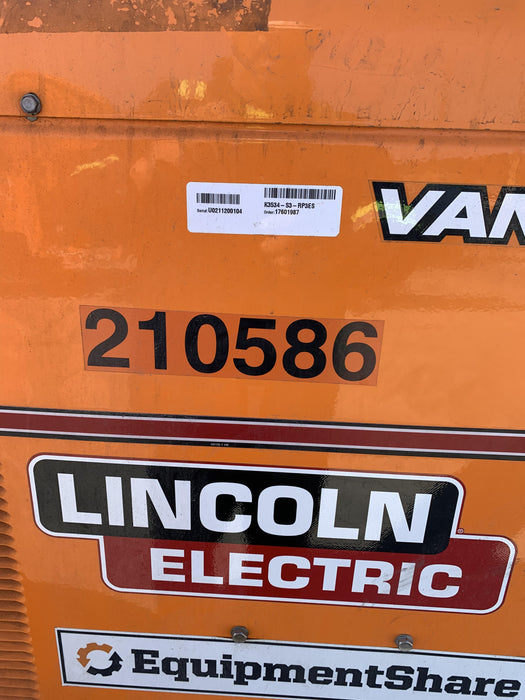 K3534-S3-RP3ES
Serial: U0211200104 Order: 17601987
VAN
210586
LINCOLN
ELECTRIC
EquipmentShare